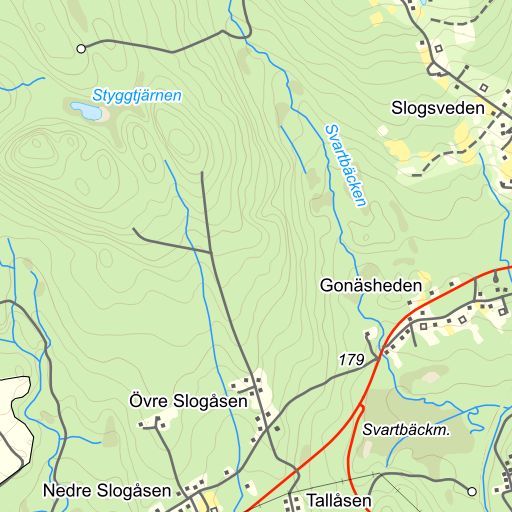 Styggtjärnen
Slogsveden
Svartbäcken
Gonäsheden
179
Övre Slogåsen
Svartbäckm.
Nedre Slogåsen
Tallåsen